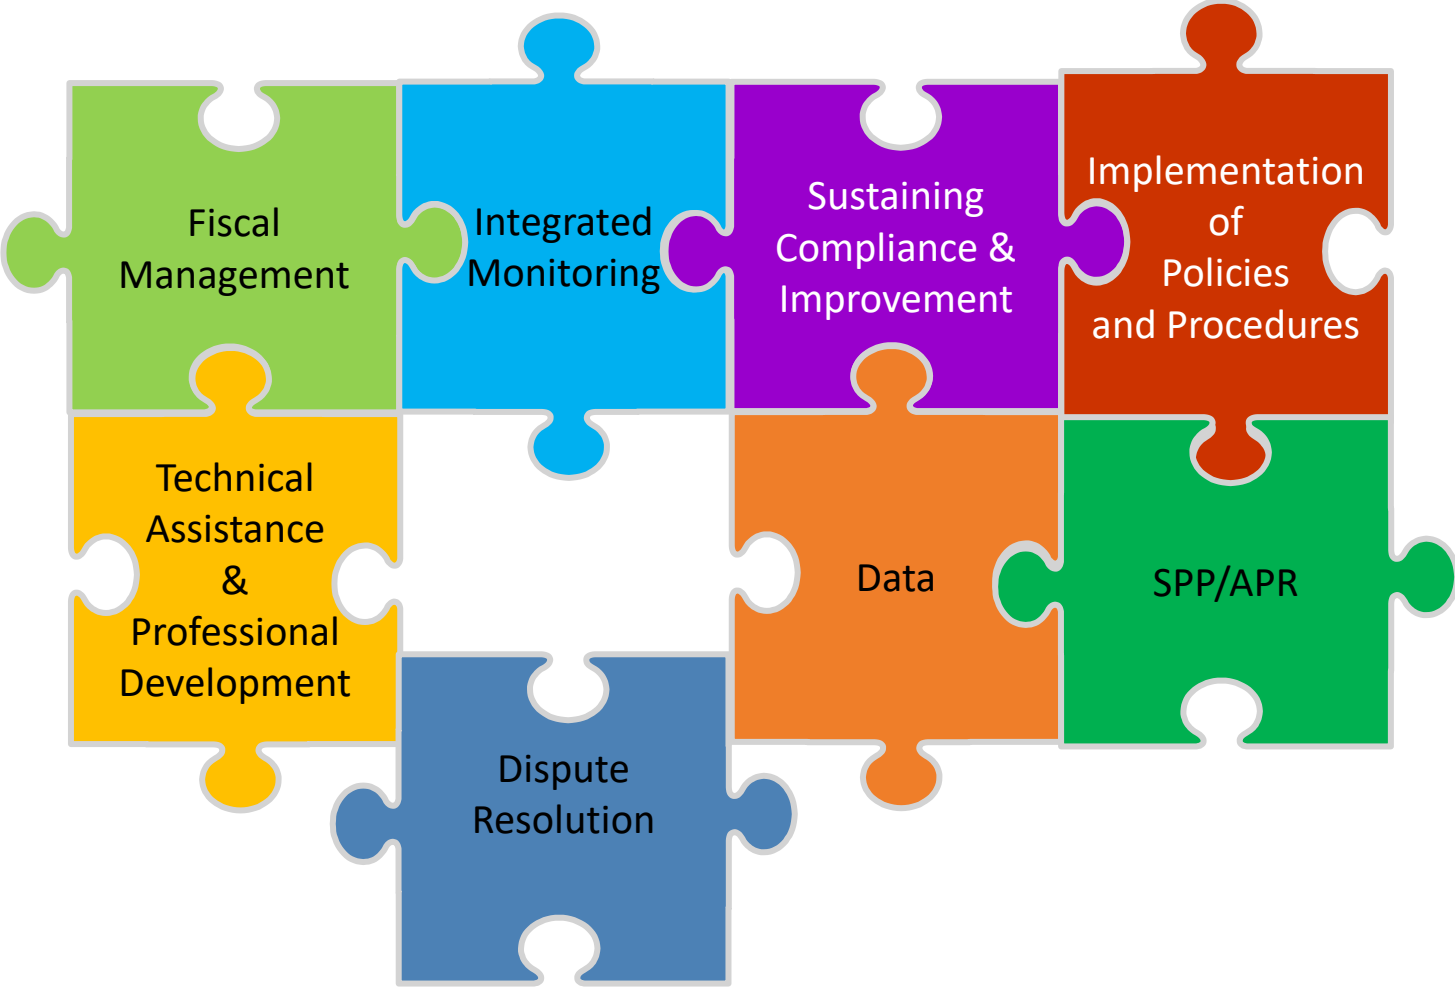 Fiscal
Management
Integrated
Monitoring
Sustaining
Compliance &
Improvement
Implementation
of
Policies
and Procedures
Technical
Assistance
&
Professional
Development
Data
SPP/APR
Dispute
Resolution